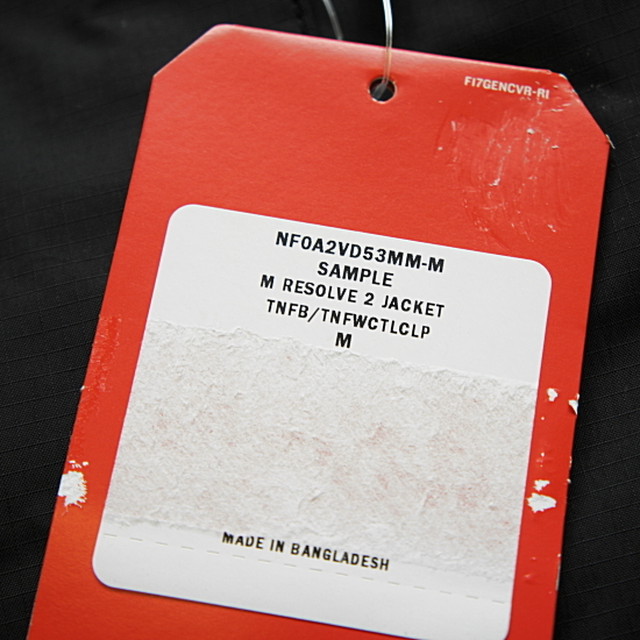 FI7GENCVR-RI
NF0A2VD53MM-M
SAMPLE
M RESOLVE 2 JACKET
TNFB/TNFWCTLCLP
M
MADE IN BANGLADESH